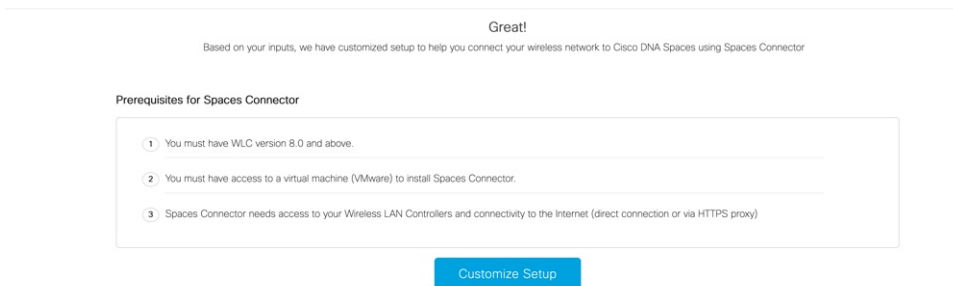 Great!
Based on your inputs, we have customized setup to help you connect your wireless network to Cisco DNA Spaces using Spaces Connector
Prerequisites for Spaces Connector
1 You must have WLC version 8.0 and above.
2 You must have access to a virtual machine (VMware) to install Spaces Connector.
3 Spaces Connector needs access to your Wireless LAN Controllers and connectivity to the Internet (direct connection or via HTTPS proxy)
Customize Setup